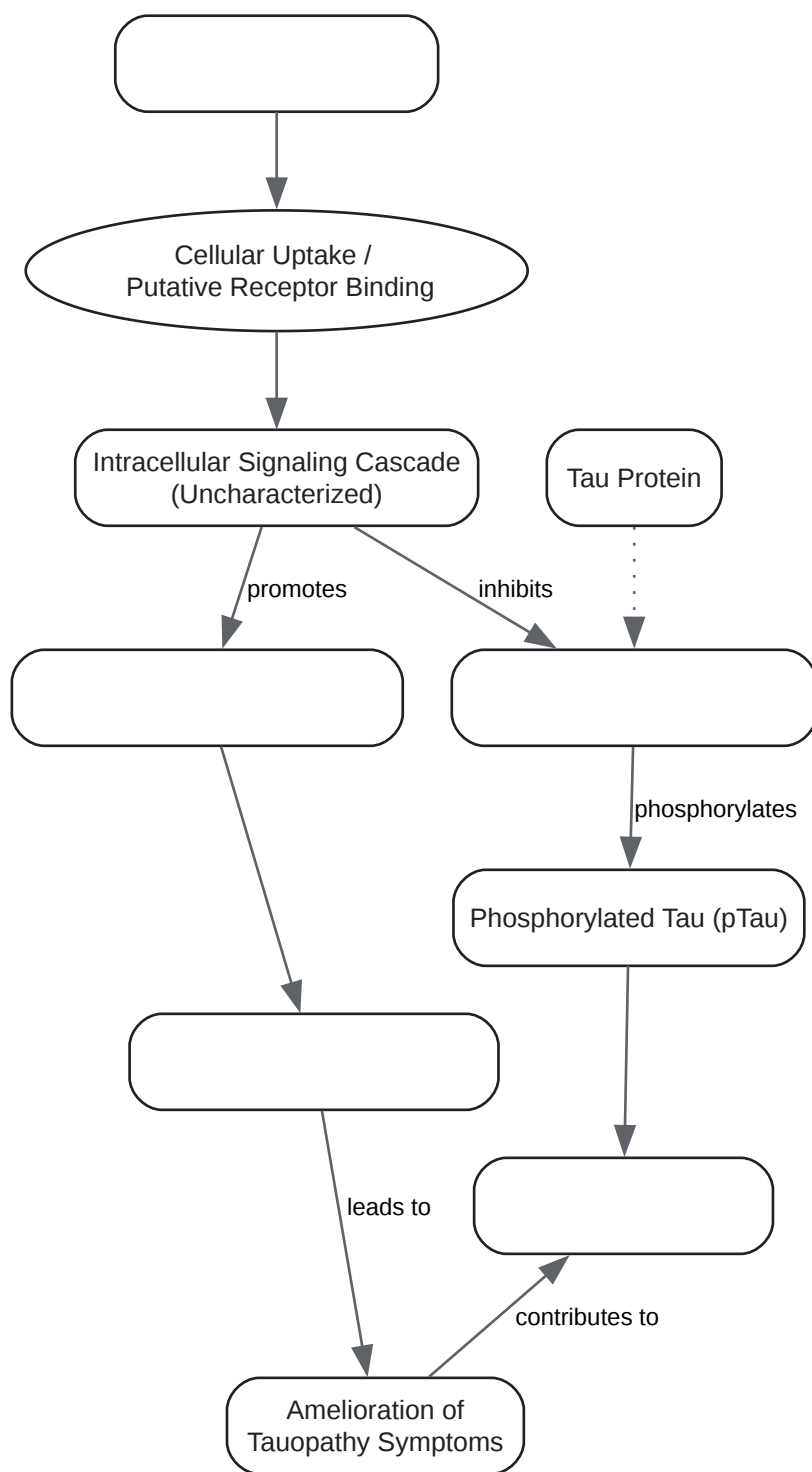 Cellular Uptake /
Putative Receptor Binding
Intracellular Signaling Cascade
(Uncharacterized)
Tau Protein
promotes
inhibits
phosphorylates
Phosphorylated Tau (pTau)
leads to
contributes to
Amelioration of
Tauopathy Symptoms